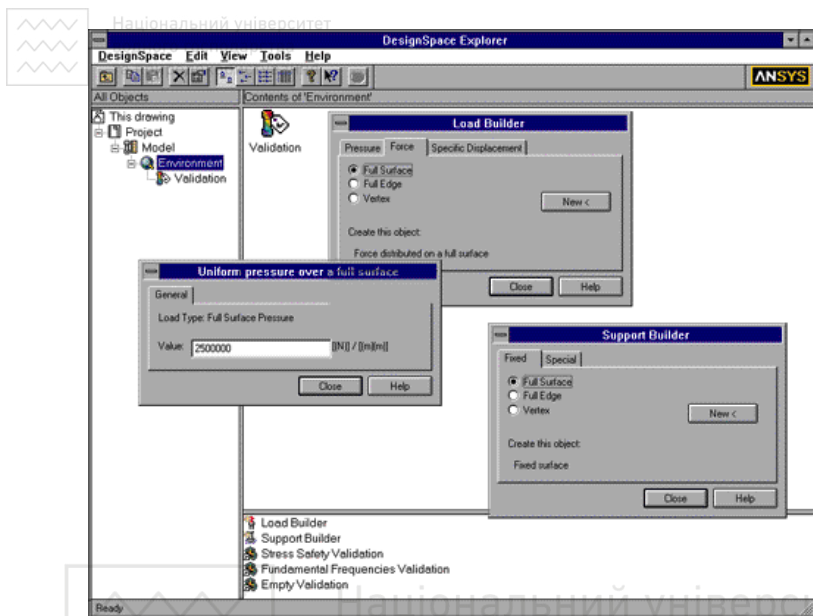 Національний університет
DesignSpace Explorer
DesignSpace Edit View Tools Help
ANSYS
All Objects
Contents of 'Environment'
This drawing
Project
Model
Environment
Validation
Validation
Load Builder
Pressure Force Specific Displacement
Full Surface
Full Edge
Vertex
New <
Create this object:
Force distributed on a full surface
Close Help
Uniform pressure over a full surface
General
Load Type: Full Surface Pressure
Value: 2500000 [[N]] / [[m][m]]
Close Help
Support Builder
Fixed Special
Full Surface
Full Edge
Vertex
New <
Create this object:
Fixed surface
Close Help
Load Builder
Support Builder
Stress Safety Validation
Fundamental Frequencies Validation
Empty Validation
Ready
Національний універси